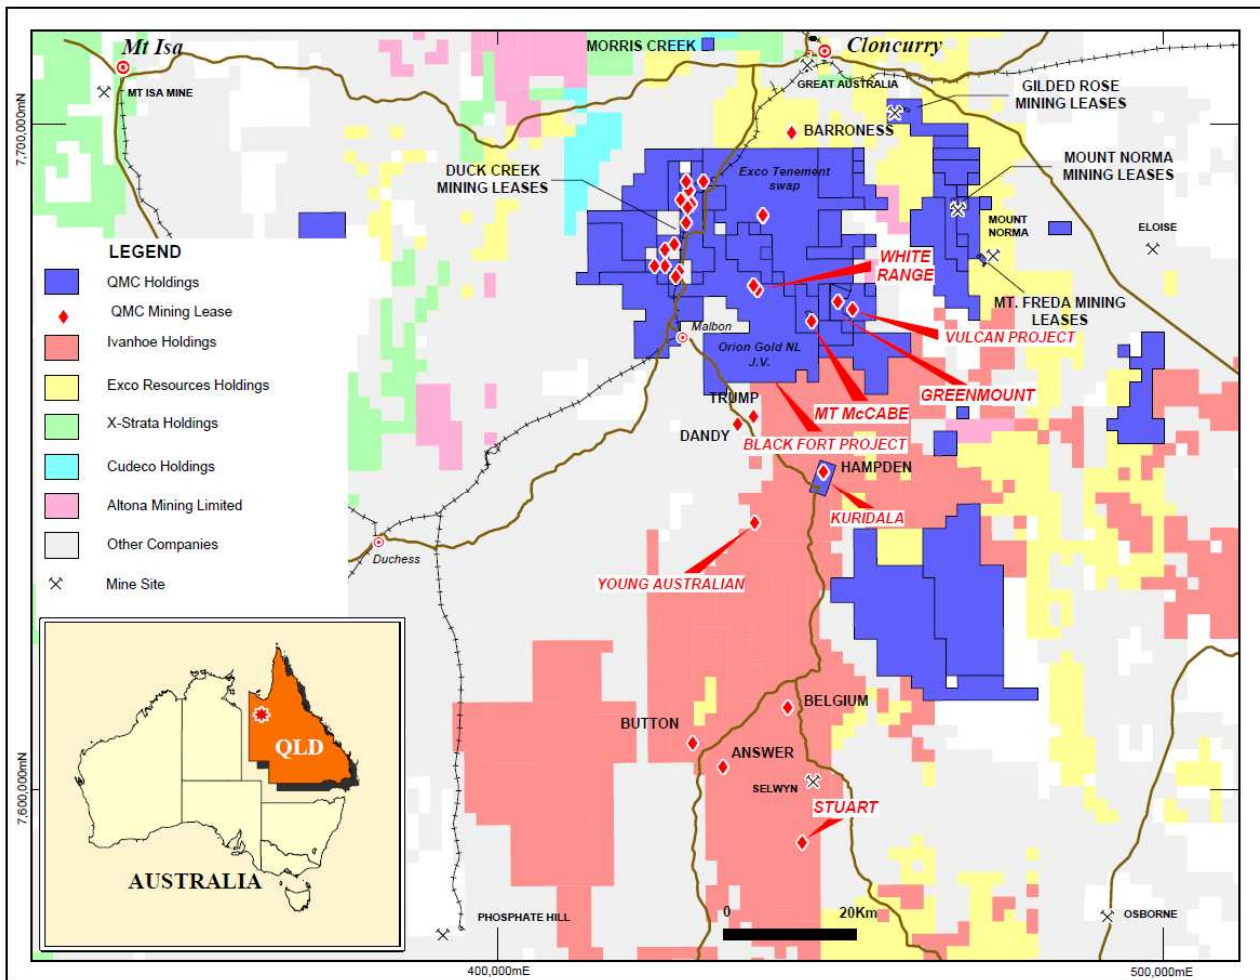 Mt Isa
MORRIS CREEK
Cloncurry
MT ISA MINE
GREAT AUSTRALIA
GILDED ROSE
MINING LEASES
7,700,000mN
BARRONESS
DUCK CREEK
MINING LEASES
Exco Tenement
swap
MOUNT NORMA
MINING LEASES
MOUNT
NORMA
ELOISE
LEGEND
QMC Holdings
QMC Mining Lease
Ivanhoe Holdings
Exco Resources Holdings
X-Strata Holdings
Cudeco Holdings
Altona Mining Limited
Other Companies
Mine Site
WHITE
RANGE
MT. FREDA MINING
LEASES
Malbon
Orion Gold NL
J.V.
VULCAN PROJECT
GREENMOUNT
TRUMP
MT McCABE
DANDY
BLACK FORT PROJECT
HAMPDEN
KURIDALA
Duchess
YOUNG AUSTRALIAN
QLD
AUSTRALIA
BELGIUM
BUTTON
ANSWER
SELWYN
7,600,000mN
STUART
PHOSPHATE HILL
0 20Km
OSBORNE
400,000mE
500,000mE